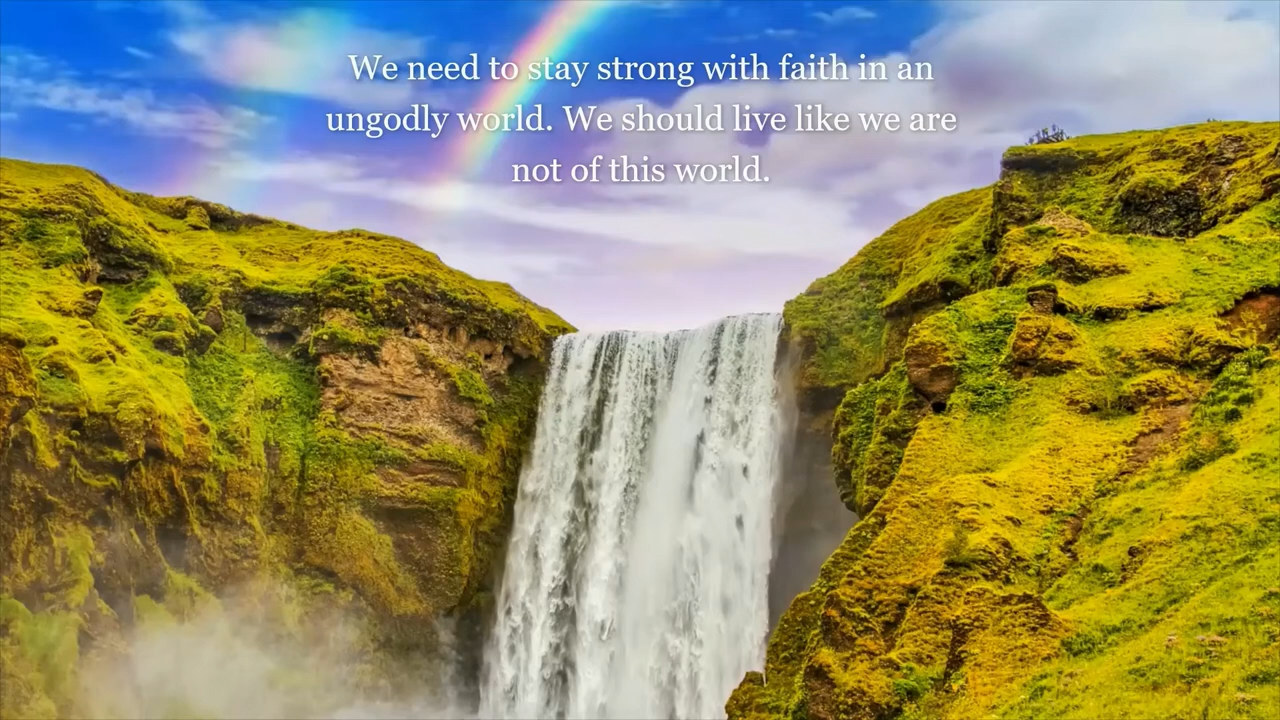 We need to stay strong with faith in an
ungodly world. We should live like we are
not of this world.